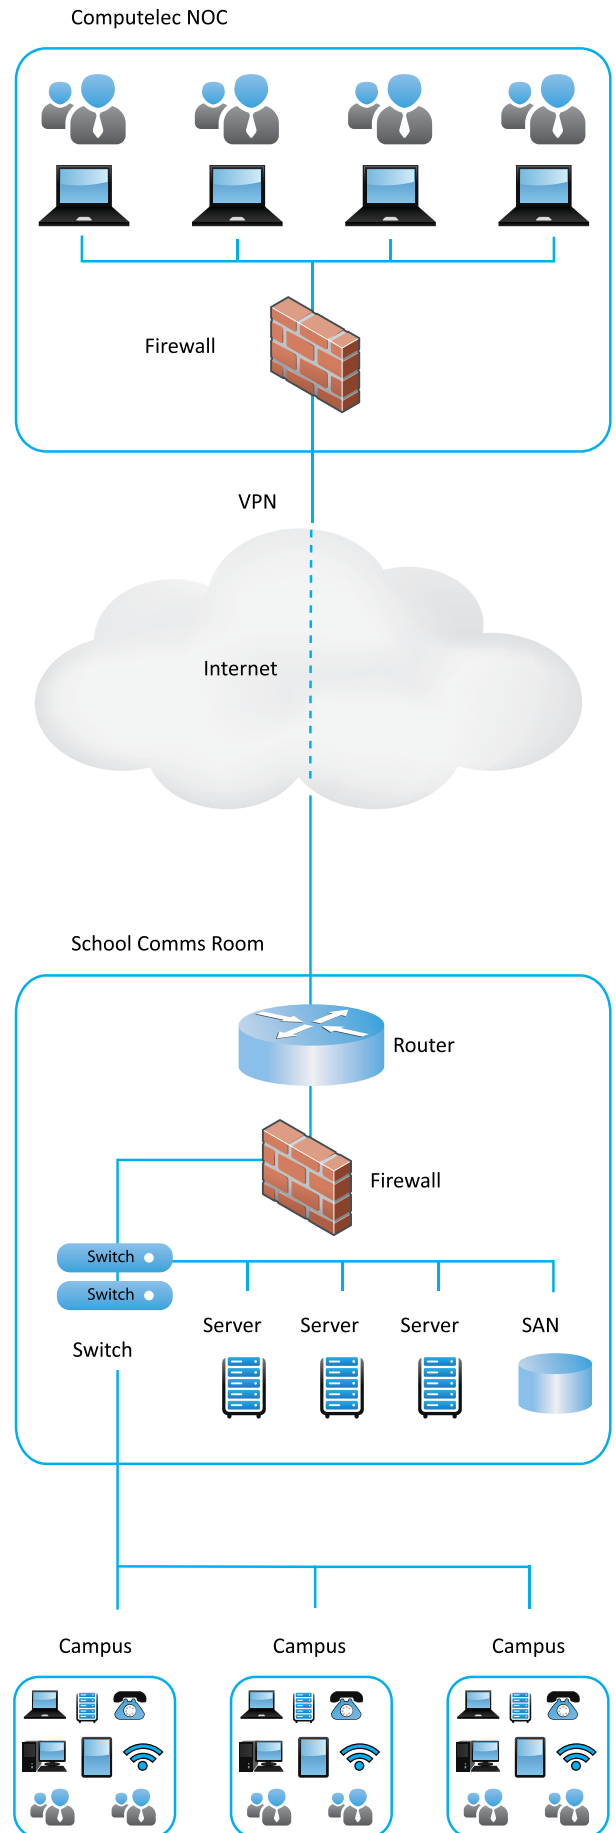 Computelec NOC
Firewall
VPN
Internet
School Comms Room
Router
Firewall
Switch
Switch
Server Server Server SAN
Switch
Campus Campus Campus